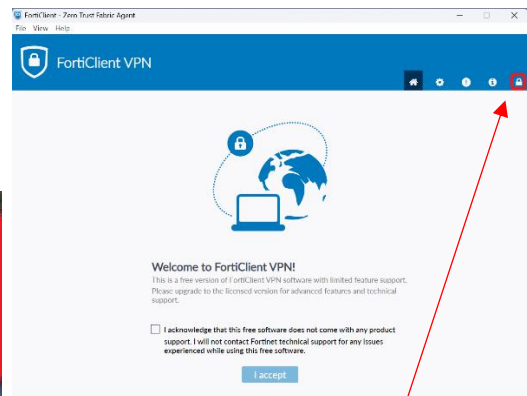 FortiClient - Zero Trust Fabric Agent
File View Help
FortiClient VPN
Welcome to FortiClient VPN!
This is a free version of FortiClient VPN software with limited feature support.
Please upgrade to the licensed version for advanced features and technical
support.
I acknowledge that this free software does not come with any product
support. I will not contact Fortinet technical support for any issues
experienced while using this free software.
I accept